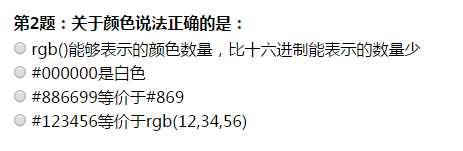 第2题：关于颜色说法正确的是：
rgb()能够表示的颜色数量，比十六进制能表示的数量少
#000000是白色
#886699等价于#869
#123456等价于rgb(12,34,56)